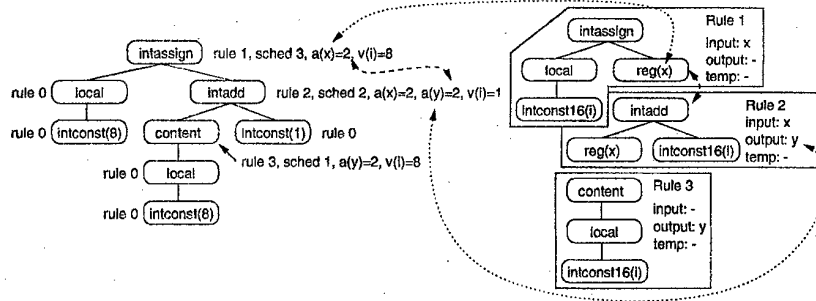 intassign
rule 1, sched 3, a(x)=2, v(i)=8
rule 0
local
intadd
rule 2, sched 2, a(x)=2, a(y)=2, v(i)=1
rule 0
intconst(8)
content
intconst(1)
rule 0
rule 3, sched 1, a(y)=2, v(i)=8
rule 0
local
rule 0
intconst(8)
Rule 1
intassign
input: x
output: -
temp: -
local
reg(x)
intconst16(i)
intadd
Rule 2
input: x
output: y
temp: -
reg(x)
intconst16(i)
content
Rule 3
input: -
output: y
temp: -
local
intconst16(i)